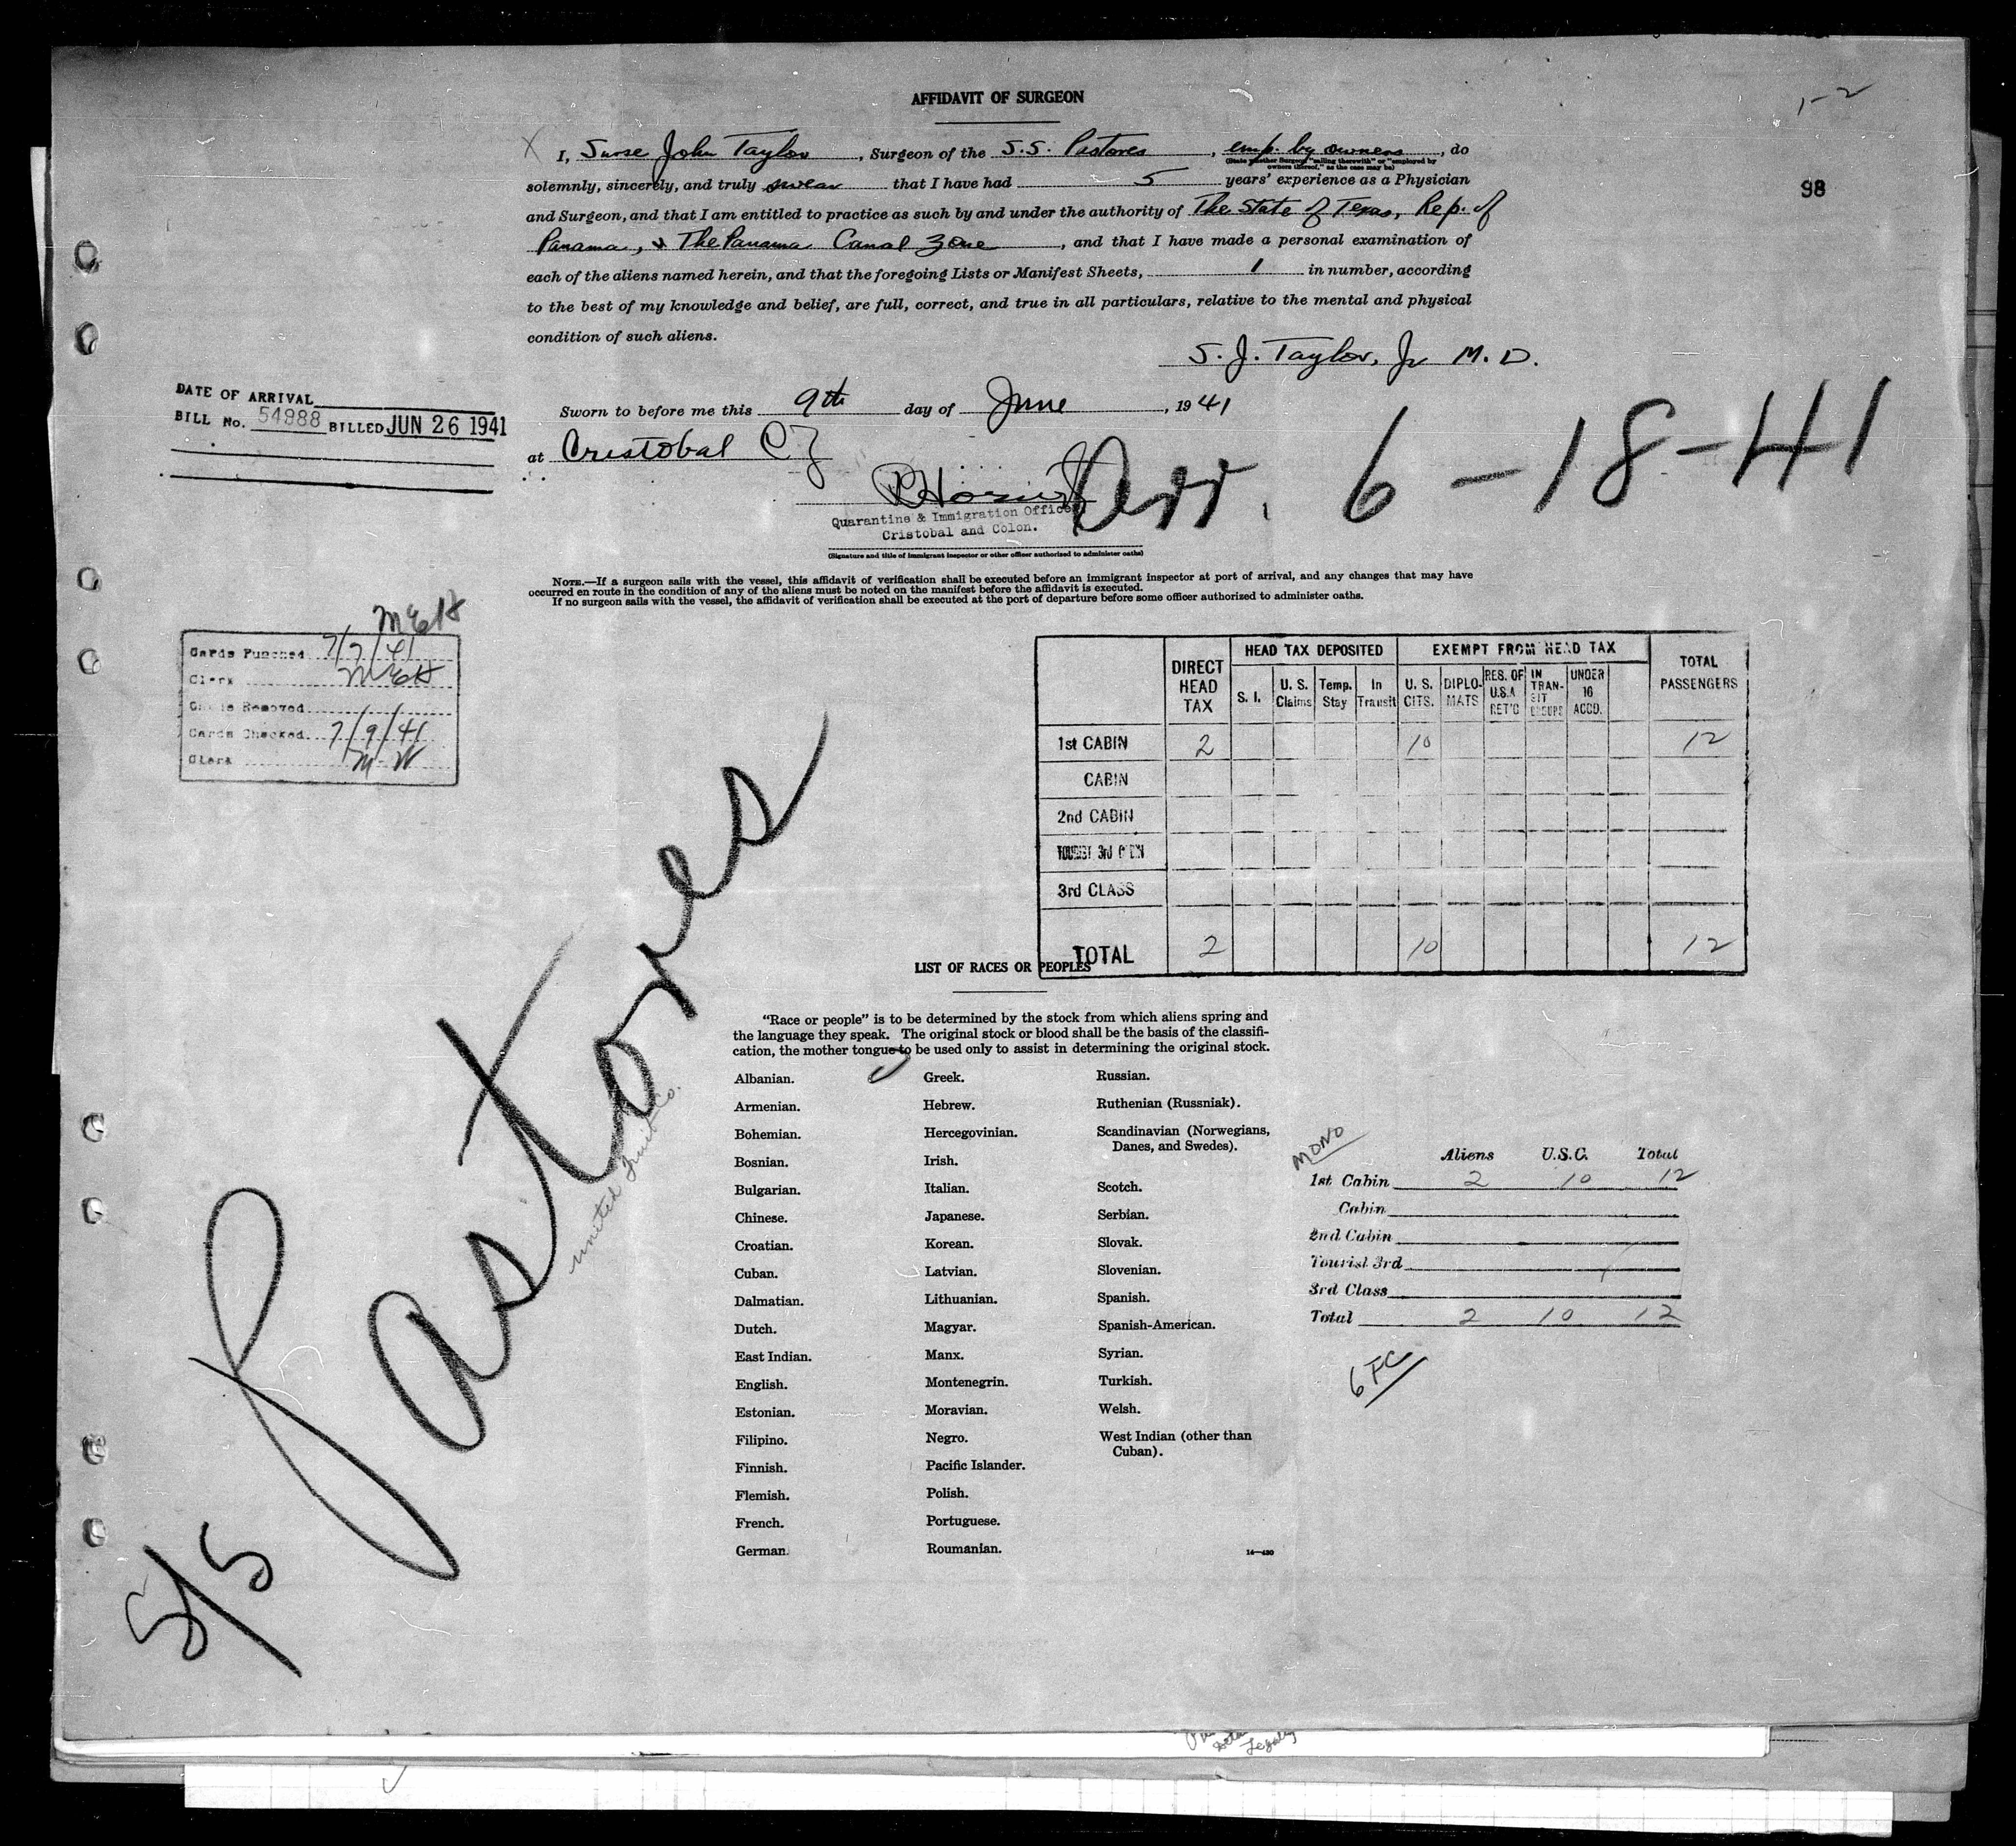 AFFIDAVIT OF SURGEON
1-2
98
X I, John Taylor, Surgeon of the S.S. Pastores, emp. by owners, do
(State whether Surgeon "sailing therewith" or "employed by owners thereof," as the case may be)
solemnly, sincerely, and truly swear that I have had 5 years' experience as a Physician
and Surgeon, and that I am entitled to practice as such by and under the authority of The State of Texas, Rep. of
Panama, & The Panama Canal Zone, and that I have made a personal examination of
each of the aliens named herein, and that the foregoing Lists or Manifest Sheets, 1 in number, according
to the best of my knowledge and belief, are full, correct, and true in all particulars, relative to the mental and physical
condition of such aliens.
S. J. Taylor, Jr M. D.
DATE OF ARRIVAL
BILL No. 54988 BILLED JUN 26 1941
Sworn to before me this 9th day of June, 1941
at Cristobal CZ
Arr. 6-18-41
Quarantine & Immigration Officer
Cristobal and Colon.
(Signature and title of immigrant inspector or other officer authorized to administer oaths)
NOTE.—If a surgeon sails with the vessel, this affidavit of verification shall be executed before an immigrant inspector at port of arrival, and any changes that may have
occurred en route in the condition of any of the aliens must be noted on the manifest before the affidavit is executed.
If no surgeon sails with the vessel, the affidavit of verification shall be executed at the port of departure before some officer authorized to administer oaths.
MEH
Cards Punched 7/7/41
Clerk MEH
Cards Removed
Cards Checked 7/9/41
Clerk M-W
DIRECT HEAD TAX
HEAD TAX DEPOSITED
EXEMPT FROM HEAD TAX
TOTAL PASSENGERS
S. I.
U. S. Claims
Temp. Stay
In Transit
U. S. CITS.
DIPLO-MATS
RES. OF U.S.A RET'G
IN TRAN-SIT GROUPS
UNDER 16 ACCD.
1st CABIN 2 10 12
CABIN
2nd CABIN
TOURIST 3rd CABIN
3rd CLASS
TOTAL 2 10 12
LIST OF RACES OR PEOPLES
"Race or people" is to be determined by the stock from which aliens spring and
the language they speak. The original stock or blood shall be the basis of the classifi-
cation, the mother tongue to be used only to assist in determining the original stock.
Albanian.
Armenian.
Bohemian.
Bosnian.
Bulgarian.
Chinese.
Croatian.
Cuban.
Dalmatian.
Dutch.
East Indian.
English.
Estonian.
Filipino.
Finnish.
Flemish.
French.
German.
Greek.
Hebrew.
Hercegovinian.
Irish.
Italian.
Japanese.
Korean.
Latvian.
Lithuanian.
Magyar.
Manx.
Montenegrin.
Moravian.
Negro.
Pacific Islander.
Polish.
Portuguese.
Roumanian.
Russian.
Ruthenian (Russniak).
Scandinavian (Norwegians,
Danes, and Swedes).
Scotch.
Serbian.
Slovak.
Slovenian.
Spanish.
Spanish-American.
Syrian.
Turkish.
Welsh.
West Indian (other than
Cuban).
14—430
MONO
Aliens U.S.C. Total
1st Cabin 2 10 12
Cabin
2nd Cabin
Tourist 3rd
3rd Class
Total 2 10 12
6 FC
S/S Pastores
United Fruit Co.